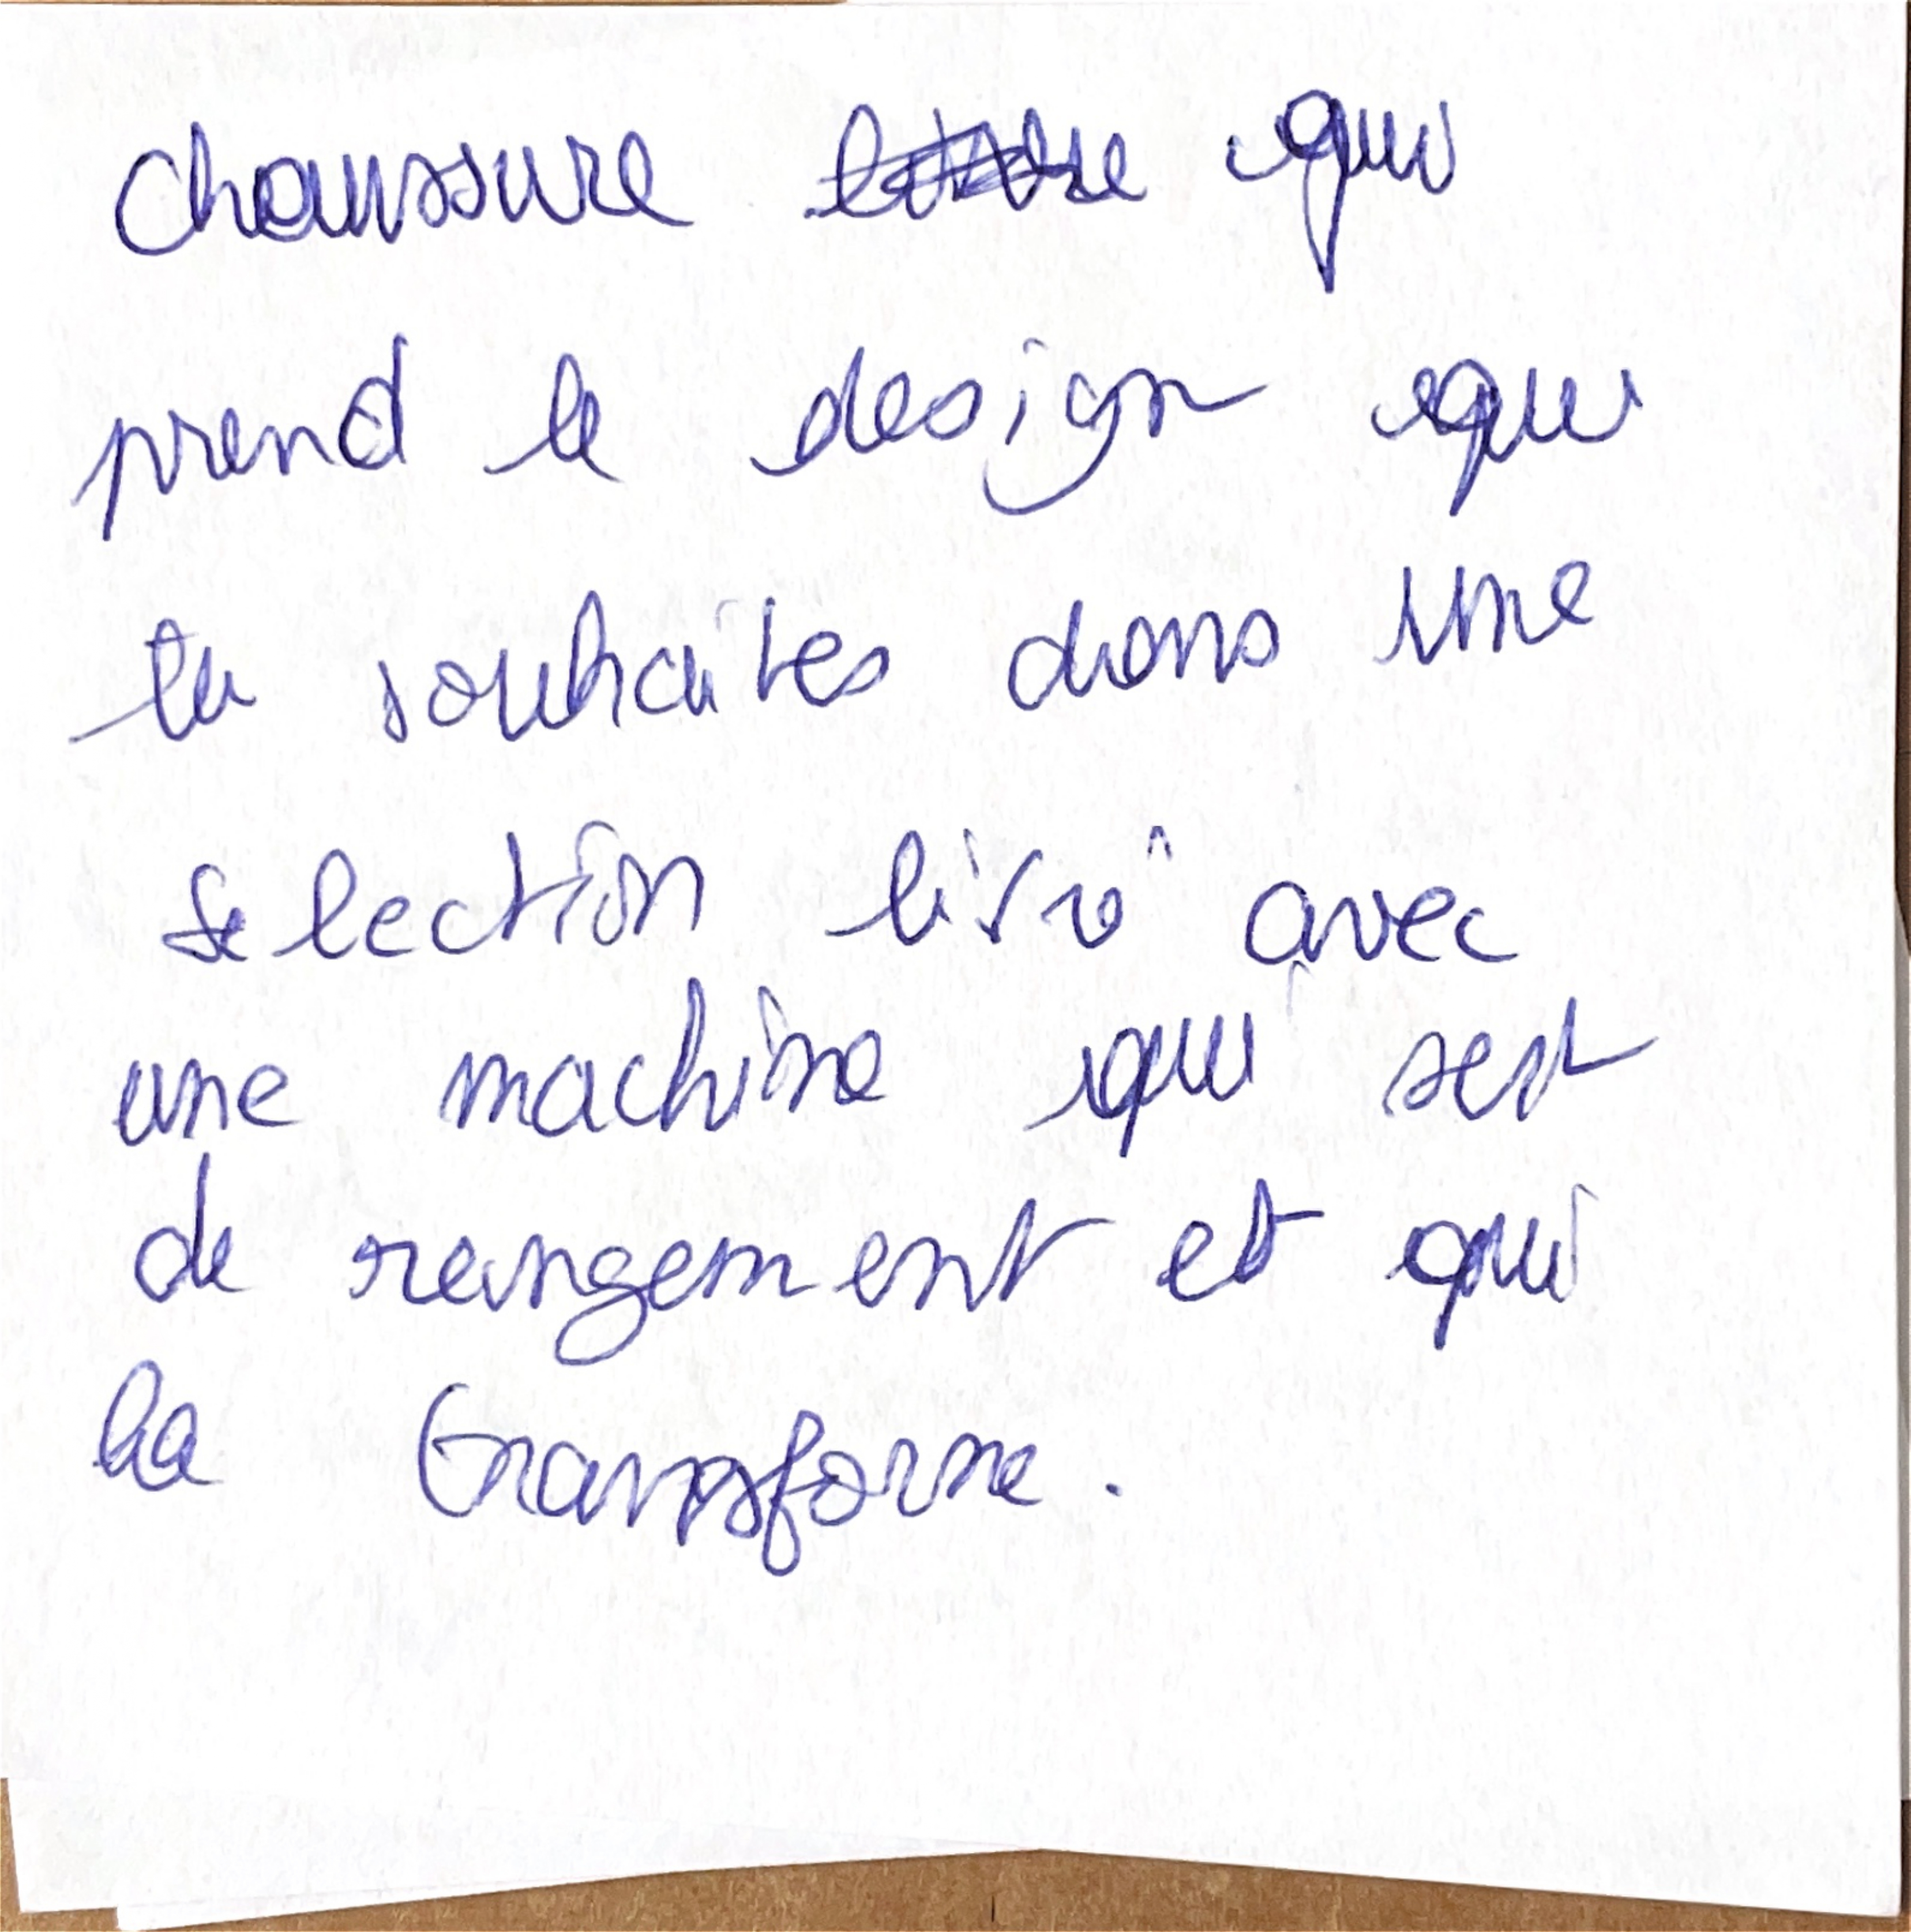 chaussure qui
prend le design que
tu souhaites dans une
selection livré avec
une machine qui sert
de rangement et qui
la transforme.